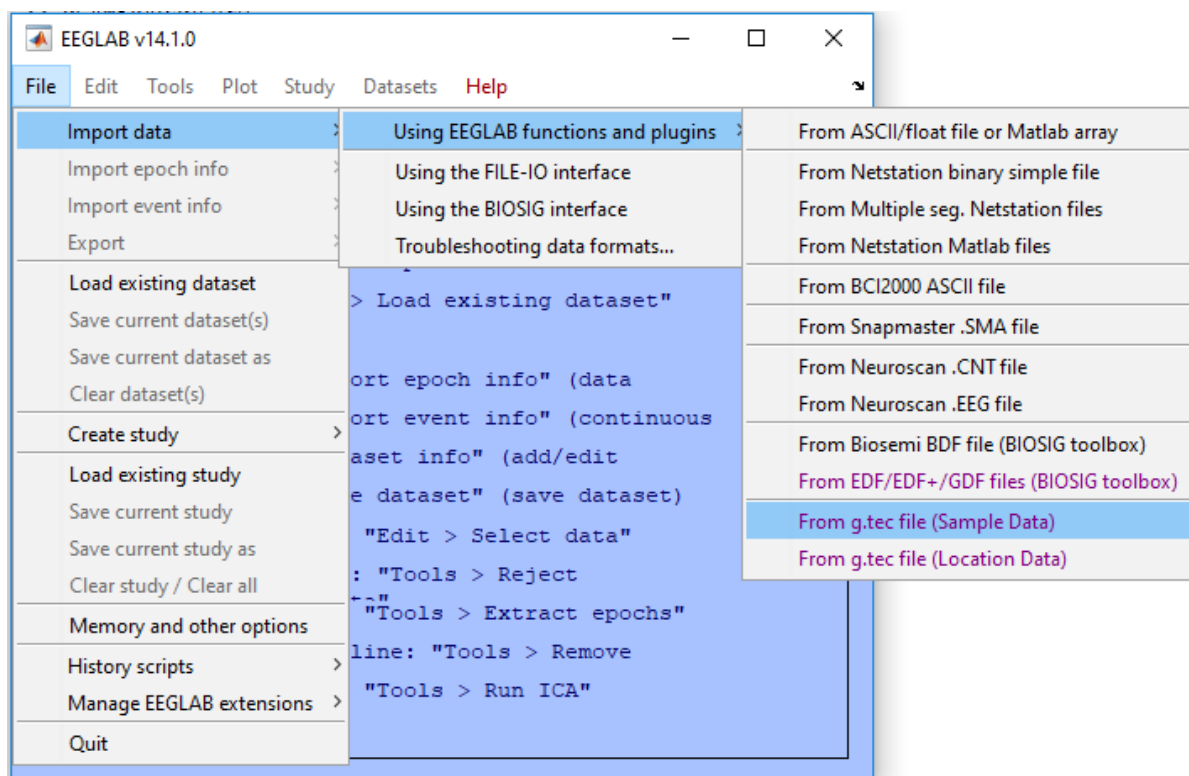 EEGLAB v14.1.0
File Edit Tools Plot Study Datasets Help
Import data
Import epoch info
Import event info
Export
Load existing dataset
Save current dataset(s)
Save current dataset as
Clear dataset(s)
Create study
Load existing study
Save current study
Save current study as
Clear study / Clear all
Memory and other options
History scripts
Manage EEGLAB extensions
Quit
Using EEGLAB functions and plugins
Using the FILE-IO interface
Using the BIOSIG interface
Troubleshooting data formats...
From ASCII/float file or Matlab array
From Netstation binary simple file
From Multiple seg. Netstation files
From Netstation Matlab files
From BCI2000 ASCII file
From Snapmaster .SMA file
From Neuroscan .CNT file
From Neuroscan .EEG file
From Biosemi BDF file (BIOSIG toolbox)
From EDF/EDF+/GDF files (BIOSIG toolbox)
From g.tec file (Sample Data)
From g.tec file (Location Data)
> Load existing dataset"
ort epoch info" (data
ort event info" (continuous
aset info" (add/edit
e dataset" (save dataset)
"Edit > Select data"
: "Tools > Reject
"Tools > Extract epochs"
line: "Tools > Remove
"Tools > Run ICA"